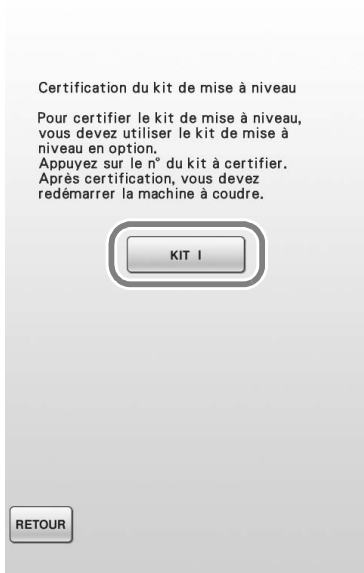 Certification du kit de mise à niveau
Pour certifier le kit de mise à niveau,
vous devez utiliser le kit de mise à
niveau en option.
Appuyez sur le n° du kit à certifier.
Après certification, vous devez
redémarrer la machine à coudre.
KIT I
RETOUR